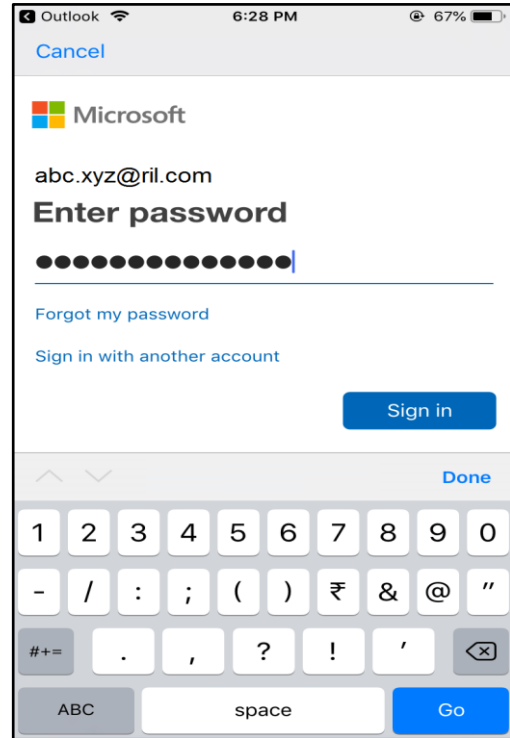 Outlook 6:28 PM 67%
Cancel
Microsoft
abc.xyz@ril.com
Enter password
●●●●●●●●●●●●●●
Forgot my password
Sign in with another account
Sign in
Done
1 2 3 4 5 6 7 8 9 0
- / : ; ( ) ₹ & @ "
#+= . , ? ! '
ABC space Go